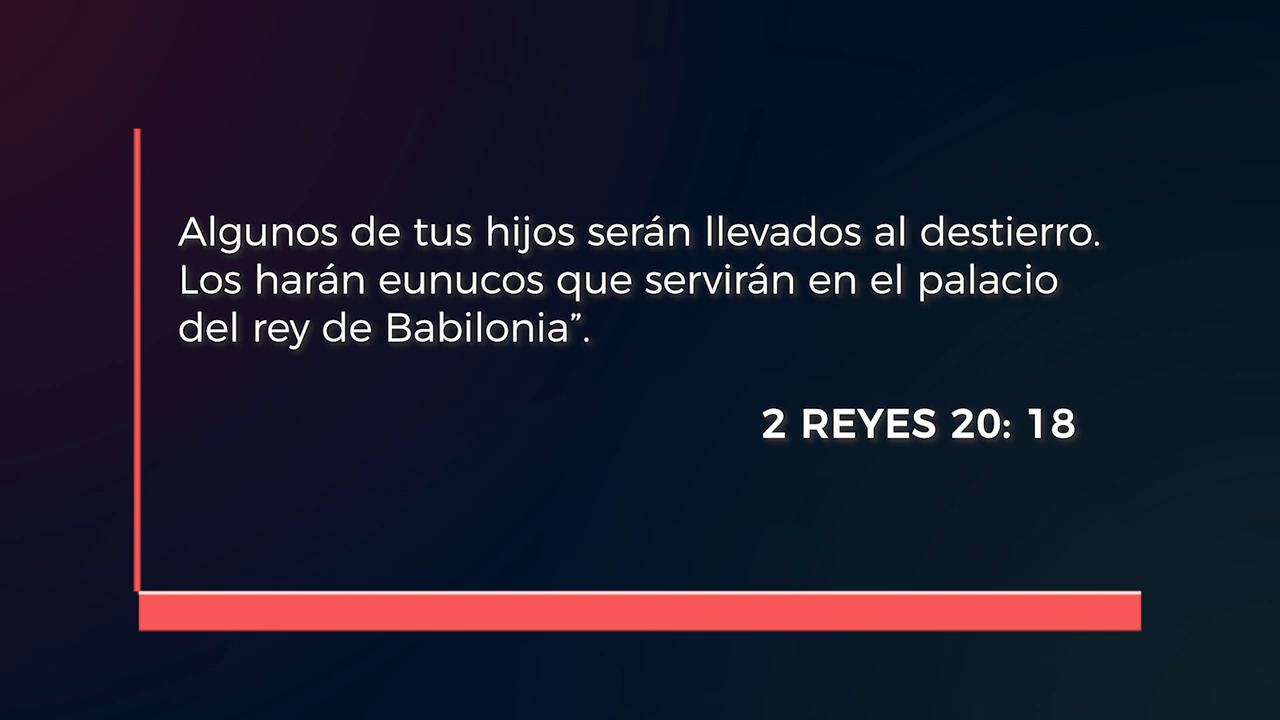 Algunos de tus hijos serán llevados al destierro.
Los harán eunucos que servirán en el palacio
del rey de Babilonia”.
2 REYES 20: 18